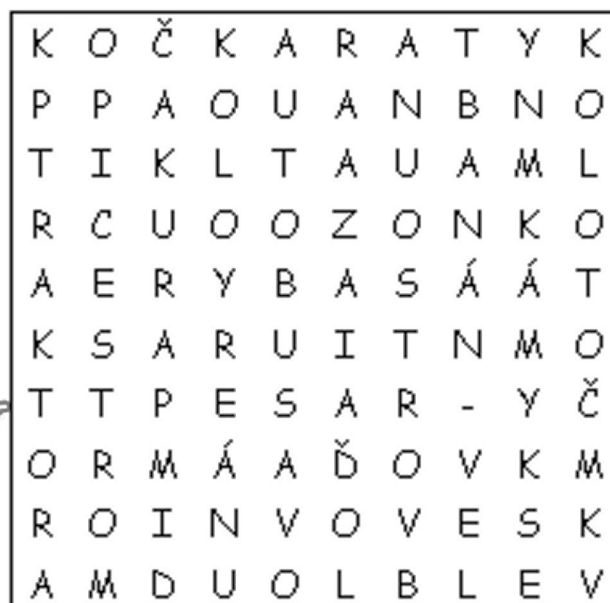 K O Č K A R A T Y K
P P A O U A N B N O
T I K L T A U A M L
R C U O O Z O N K O
A E R Y B A S Á Á T
K S A R U I T N M O
T T P E S A R - Y Č
O R M Á A Ď O V K M
R O I N V O V E S K
A M D U O L B L E V